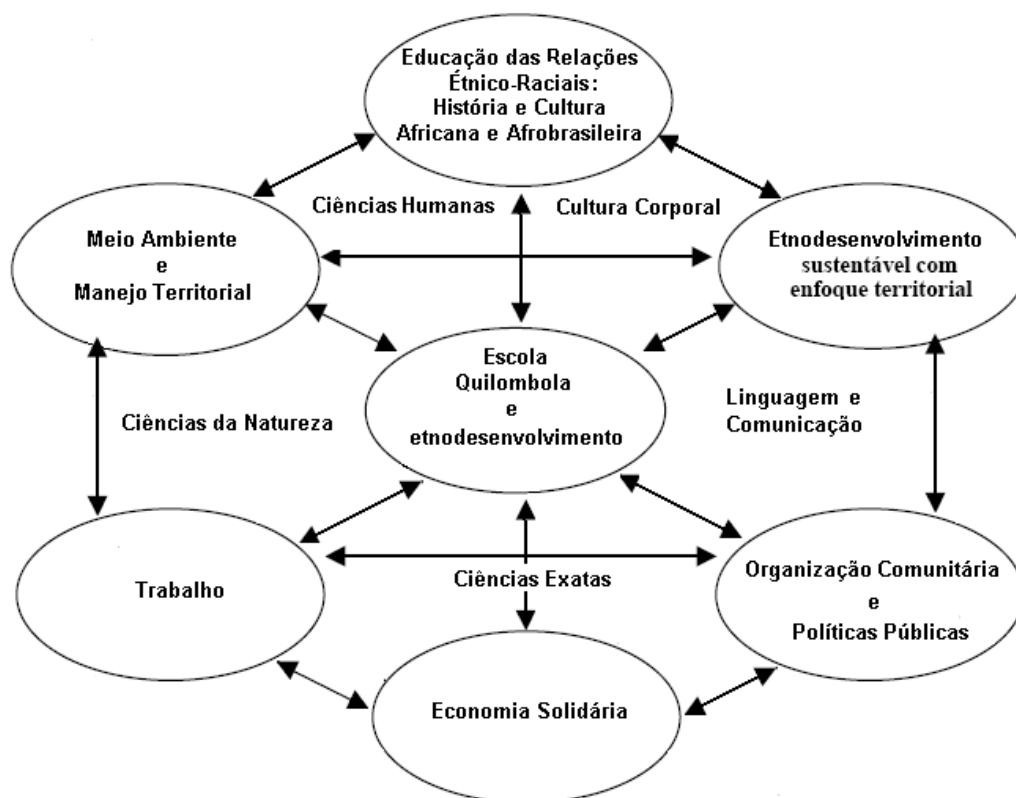 Educação das Relações
Étnico-Raciais:
História e Cultura
Africana e Afrobrasileira
Ciências Humanas
Cultura Corporal
Meio Ambiente
e
Manejo Territorial
Etnodesenvolvimento
sustentável com
enfoque territorial
Escola
Quilombola
e
etnodesenvolvimento
Ciências da Natureza
Linguagem e
Comunicação
Trabalho
Ciências Exatas
Organização Comunitária
e
Políticas Públicas
Economia Solidária